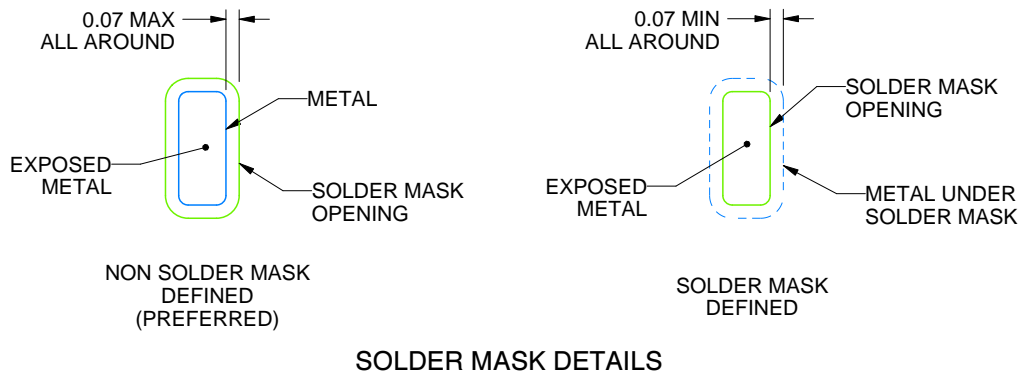 0.07 MAX
ALL AROUND
METAL
EXPOSED
METAL
SOLDER MASK
OPENING
NON SOLDER MASK
DEFINED
(PREFERRED)
0.07 MIN
ALL AROUND
SOLDER MASK
OPENING
EXPOSED
METAL
METAL UNDER
SOLDER MASK
SOLDER MASK
DEFINED
SOLDER MASK DETAILS